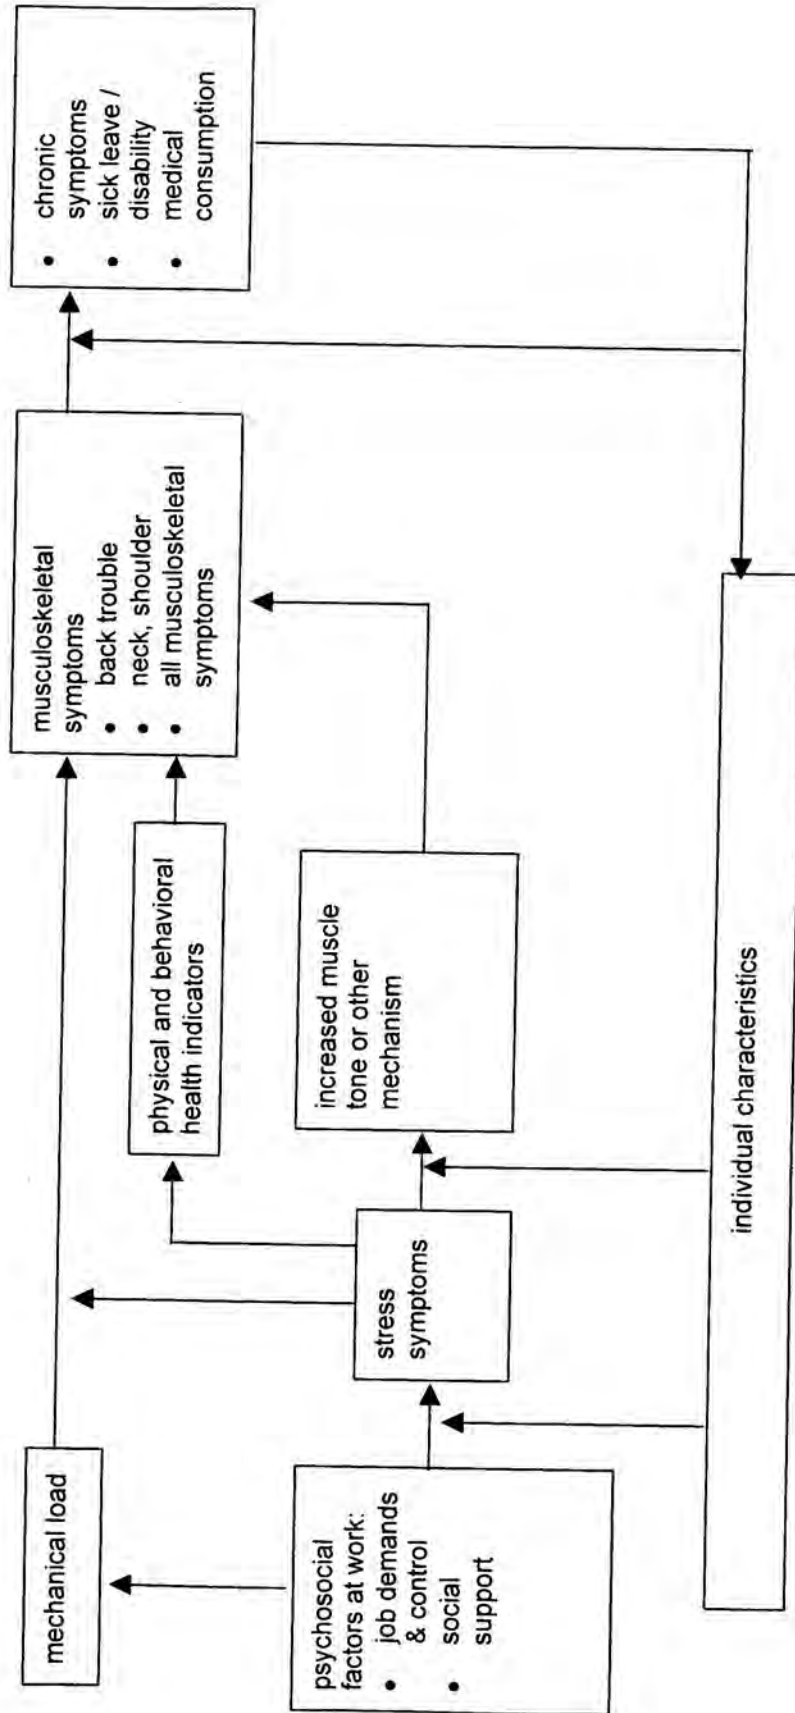 mechanical load
psychosocial
factors at work:
• job demands
& control
• social
support
stress
symptoms
physical and behavioral
health indicators
increased muscle
tone or other
mechanism
musculoskeletal
symptoms
• back trouble
• neck, shoulder
• all musculoskeletal
symptoms
• chronic
symptoms
• sick leave /
disability
• medical
consumption
individual characteristics